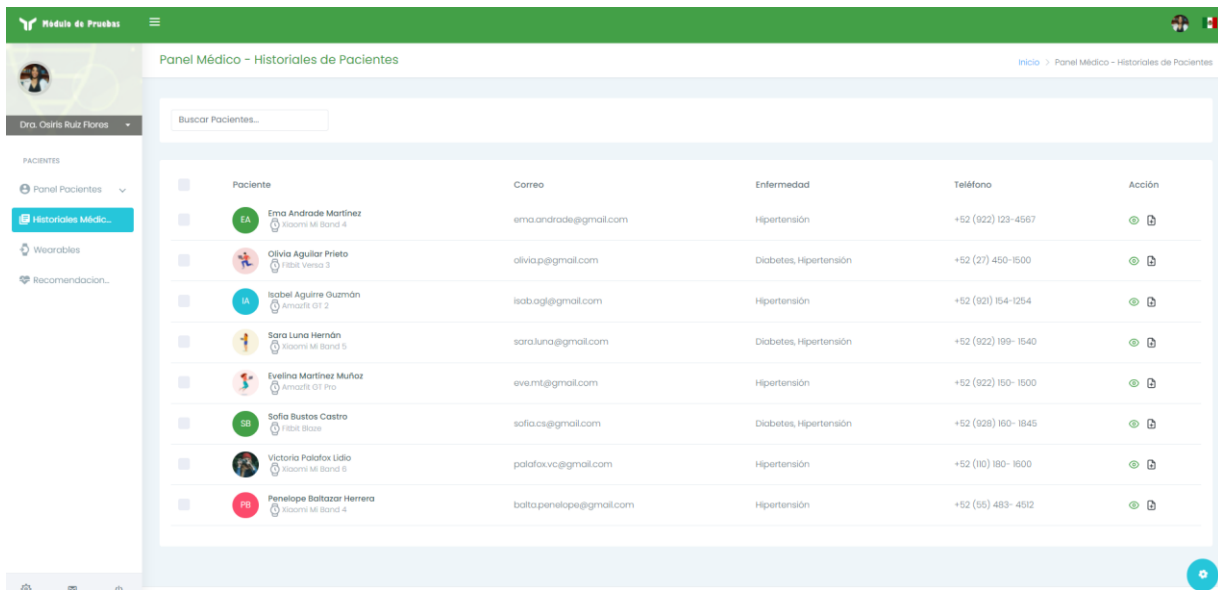 Módulo de Pruebas
Panel Médico - Historiales de Pacientes
Inicio > Panel Médico - Historiales de Pacientes
Dra. Osiris Ruiz Flores
Buscar Pacientes...
PACIENTES
Panel Pacientes
Historiales Médic...
Wearables
Recomendacion...
Paciente Correo Enfermedad Teléfono Acción
EA Ema Andrade Martínez ema.andrade@gmail.com Hipertensión +52 (922) 123-4567
Xiaomi Mi Band 4
Olivia Aguilar Prieto olivia.p@gmail.com Diabetes, Hipertensión +52 (27) 450-1500
Fitbit Versa 3
IA Isabel Aguirre Guzmán isab.agl@gmail.com Hipertensión +52 (921) 154-1254
Amazfit GT 2
Sara Luna Hernán sara.luna@gmail.com Diabetes, Hipertensión +52 (922) 199- 1540
Xiaomi Mi Band 5
Evelina Martínez Muñoz eve.mt@gmail.com Hipertensión +52 (922) 150- 1500
Amazfit GT Pro
SB Sofía Bustos Castro sofia.cs@gmail.com Diabetes, Hipertensión +52 (928) 160- 1845
Fitbit Blaze
Victoria Palafox Lidio palafox.vc@gmail.com Hipertensión +52 (110) 180- 1600
Xiaomi Mi Band 6
PB Penelope Baltazar Herrera balta.penelope@gmail.com Hipertensión +52 (55) 483- 4512
Xiaomi Mi Band 4